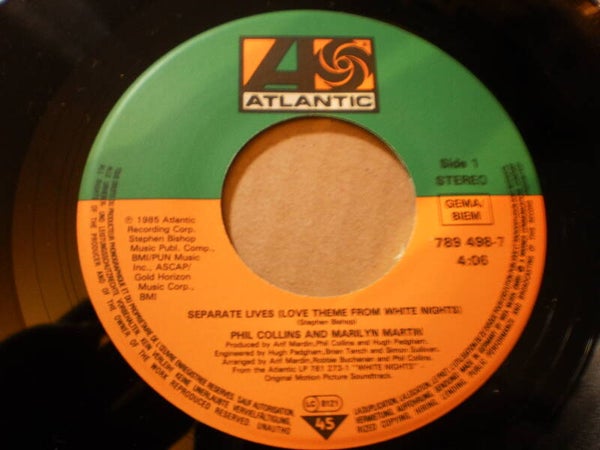 ATLANTIC
Side 1
STEREO
GEMA
BIEM
789 498-7
4:06
℗ 1985 Atlantic
Recording Corp.
Stephen Bishop
Music Publ. Comp.,
BMI/PUN Music
Inc., ASCAP/
Gold Horizon
Music Corp.,
BMI
SEPARATE LIVES (LOVE THEME FROM WHITE NIGHTS)
(Stephen Bishop)
PHIL COLLINS AND MARILYN MARTIN
Produced by Arif Mardin, Phil Collins and Hugh Padgham.
Engineered by Hugh Padgham, Brian Tench and Simon Sullivan.
Arranged by Arif Mardin, Robbie Buchanan and Phil Collins.
From the Atlantic LP 781 273-1 "WHITE NIGHTS"
Original Motion Picture Soundtrack.
LC 0121
45